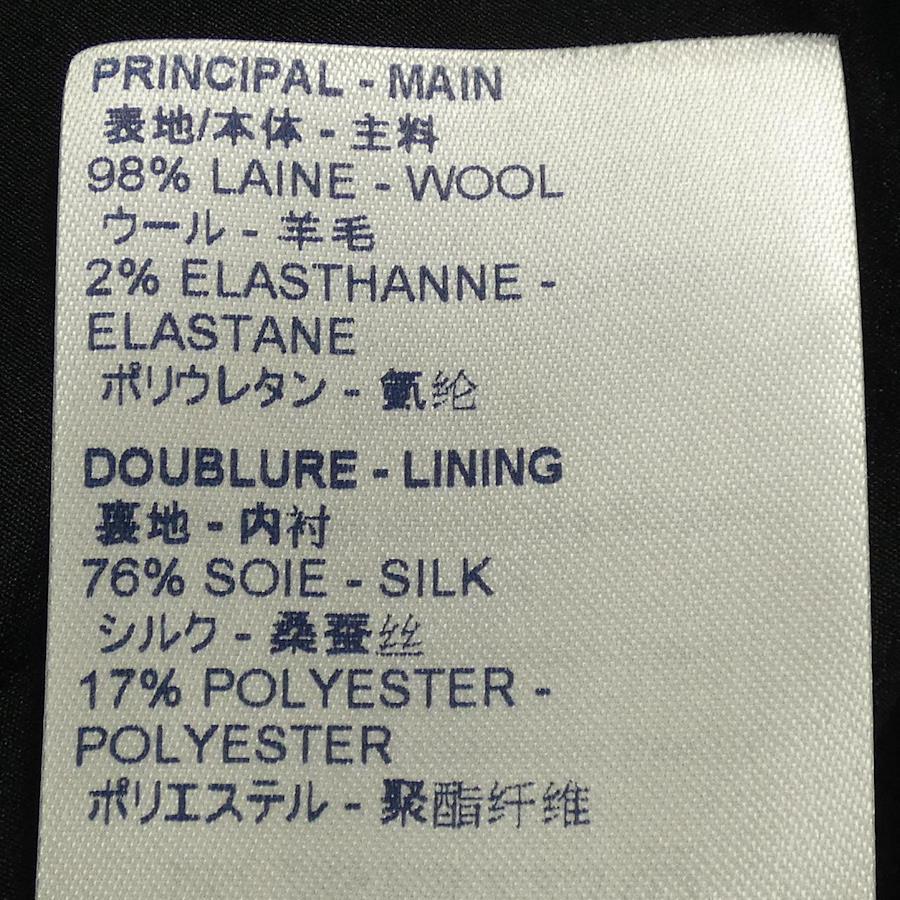 PRINCIPAL - MAIN
表地/本体 - 主料
98% LAINE - WOOL
ウール - 羊毛
2% ELASTHANNE -
ELASTANE
ポリウレタン - 氨纶
DOUBLURE - LINING
裏地 - 内衬
76% SOIE - SILK
シルク - 桑蚕丝
17% POLYESTER -
POLYESTER
ポリエステル - 聚酯纤维